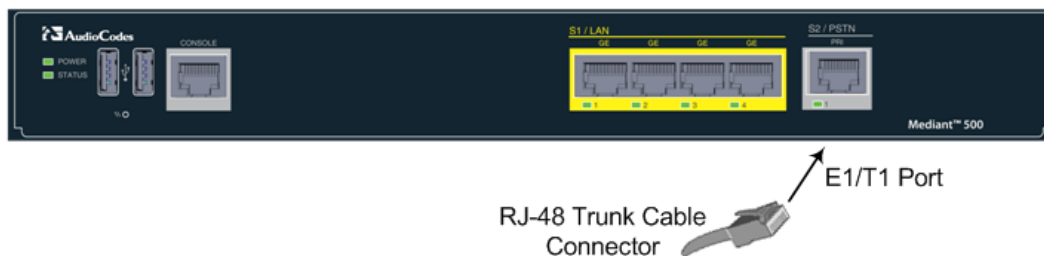 AudioCodes
POWER
STATUS
CONSOLE
S1 / LAN
GE GE GE GE
1 2 3 4
S2 / PSTN
PRI
1
Mediant™ 500
E1/T1 Port
RJ-48 Trunk Cable
Connector